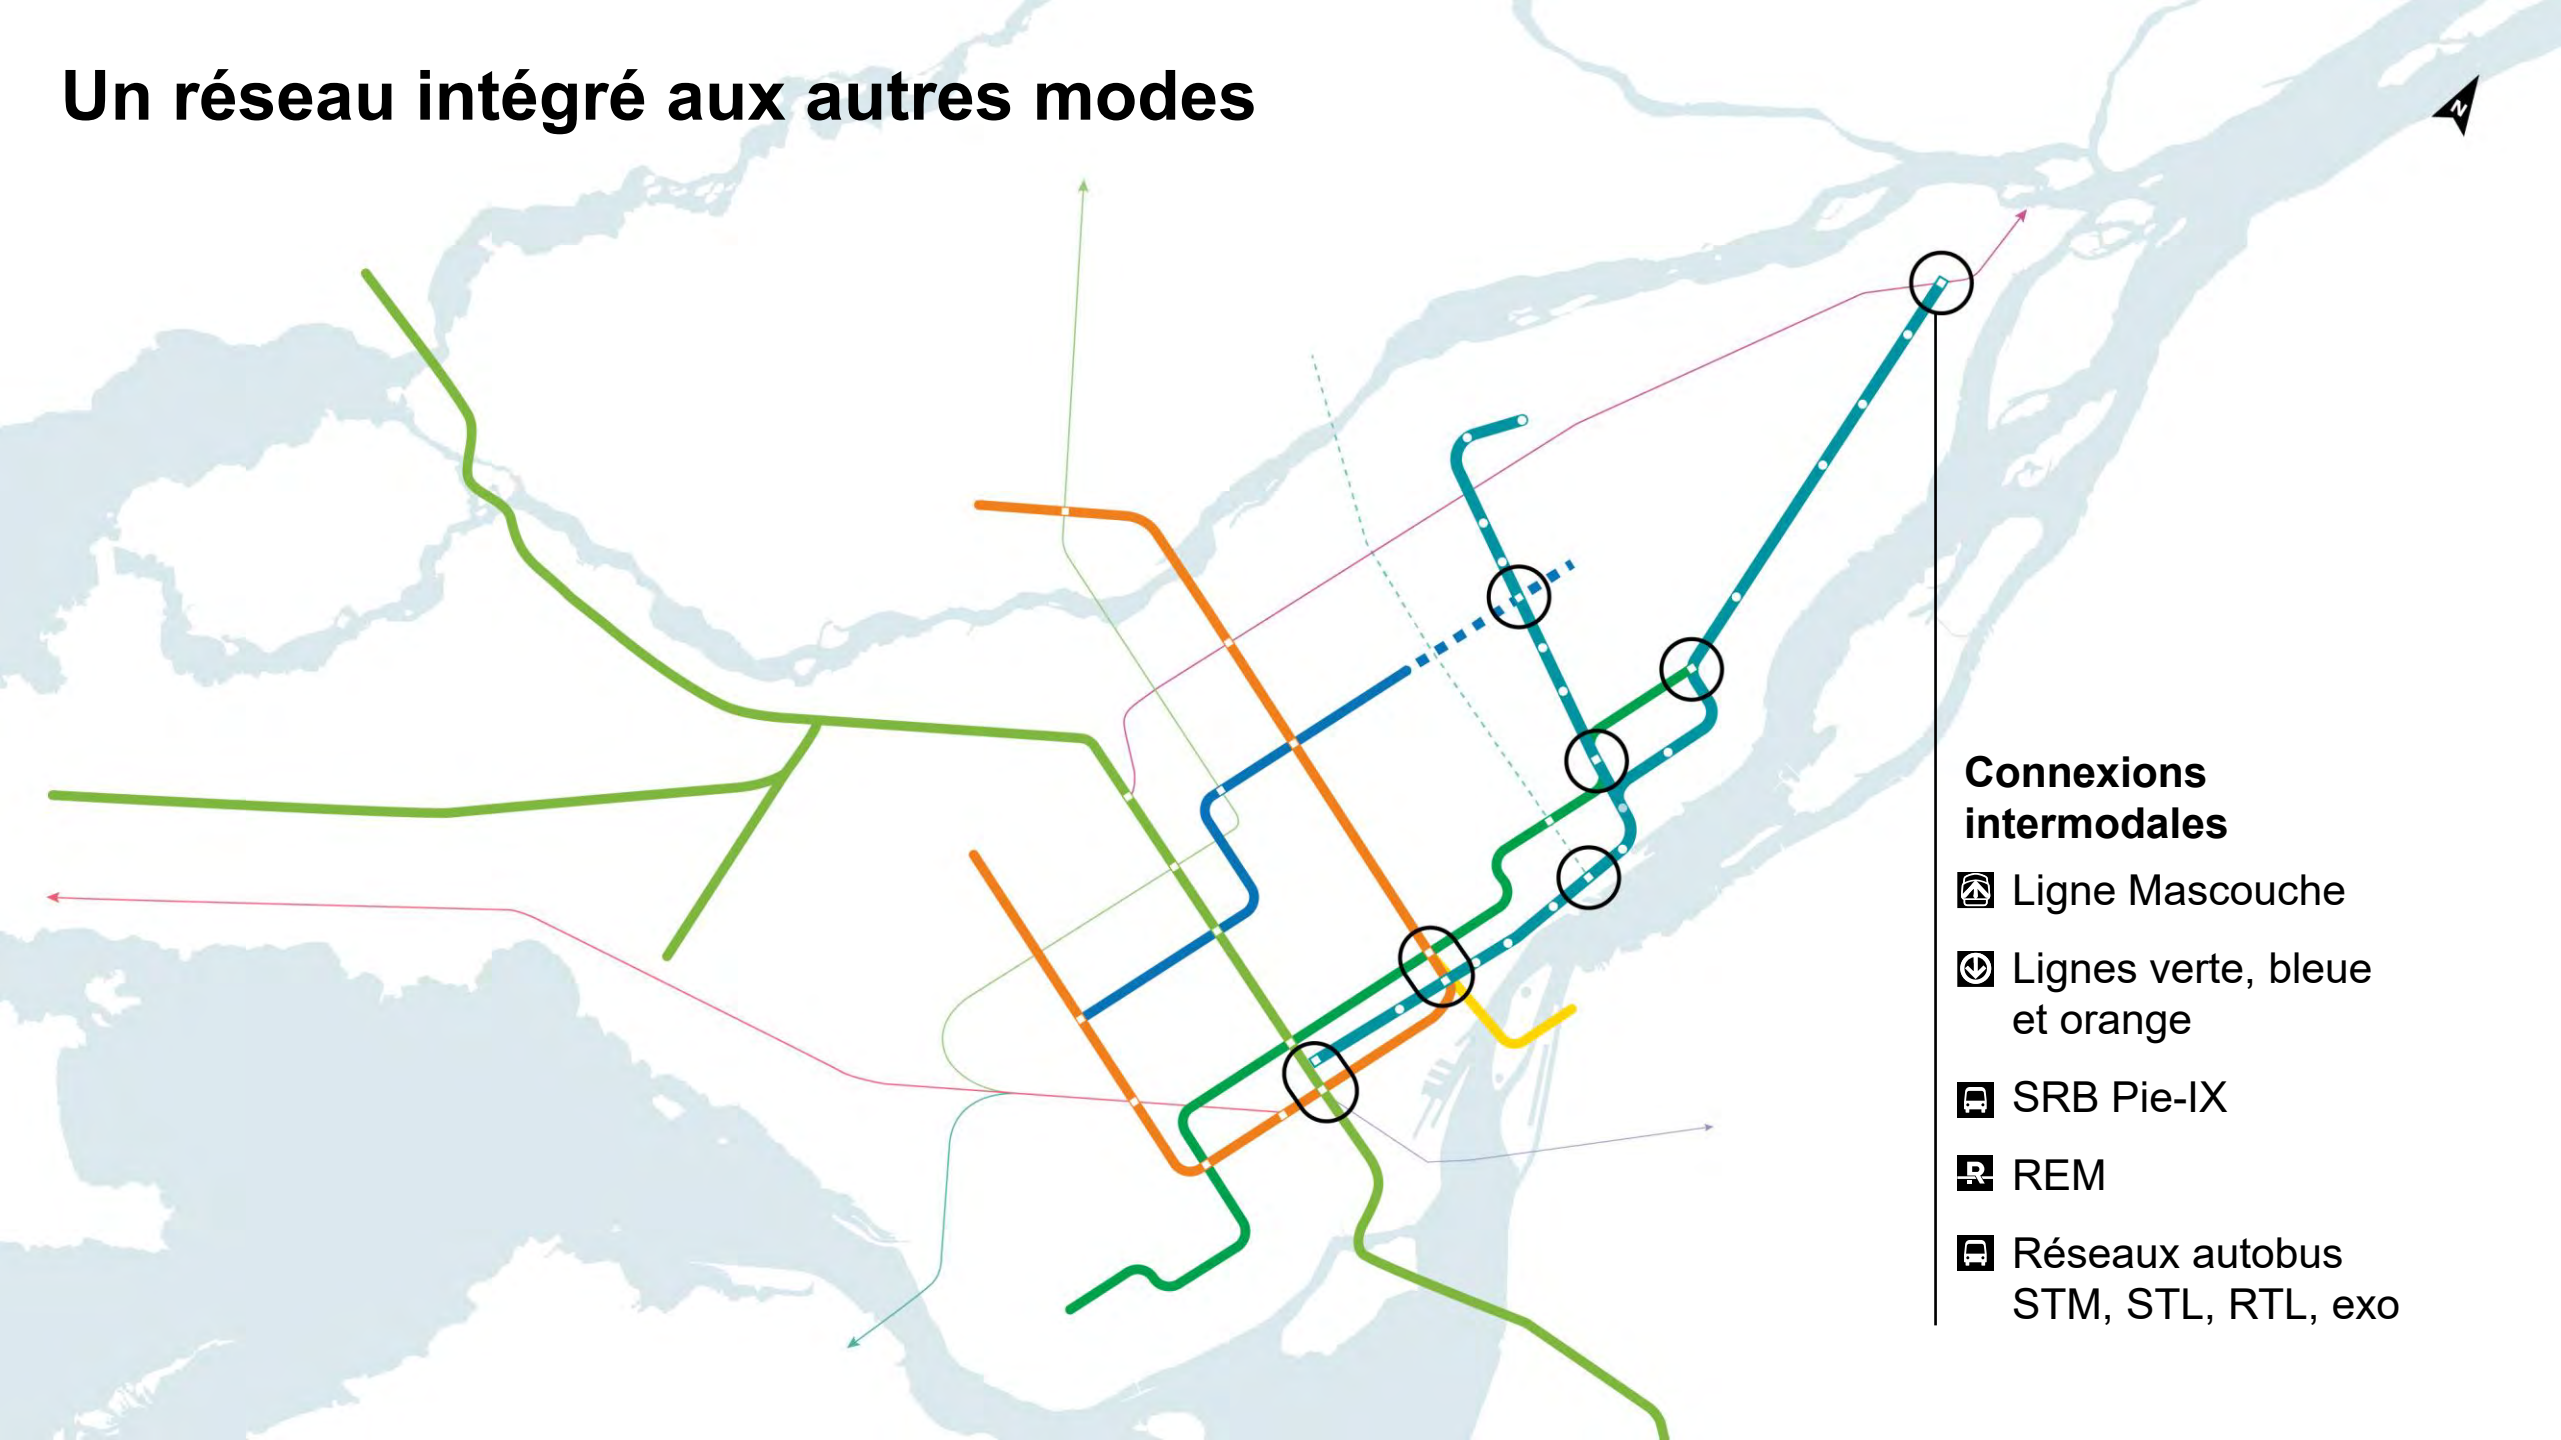 Un réseau intégré aux autres modes
N
Connexions
intermodales
Ligne Mascouche
Lignes verte, bleue
et orange
SRB Pie-IX
R REM
Réseaux autobus
STM, STL, RTL, exo